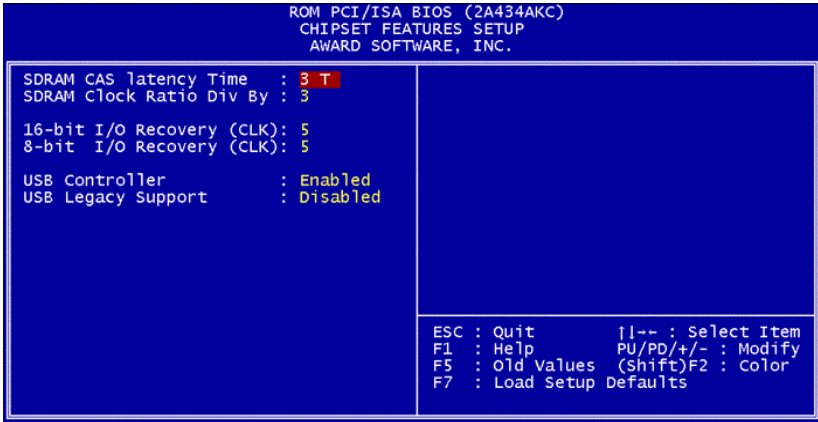 ROM PCI/ISA BIOS (2A434AKC)
CHIPSET FEATURES SETUP
AWARD SOFTWARE, INC.
SDRAM CAS latency Time : 3 T
SDRAM Clock Ratio Div By : 3
16-bit I/O Recovery (CLK): 5
8-bit I/O Recovery (CLK): 5
USB Controller : Enabled
USB Legacy Support : Disabled
ESC : Quit ↑↓→← : Select Item
F1 : Help PU/PD/+/- : Modify
F5 : Old Values (Shift)F2 : Color
F7 : Load Setup Defaults